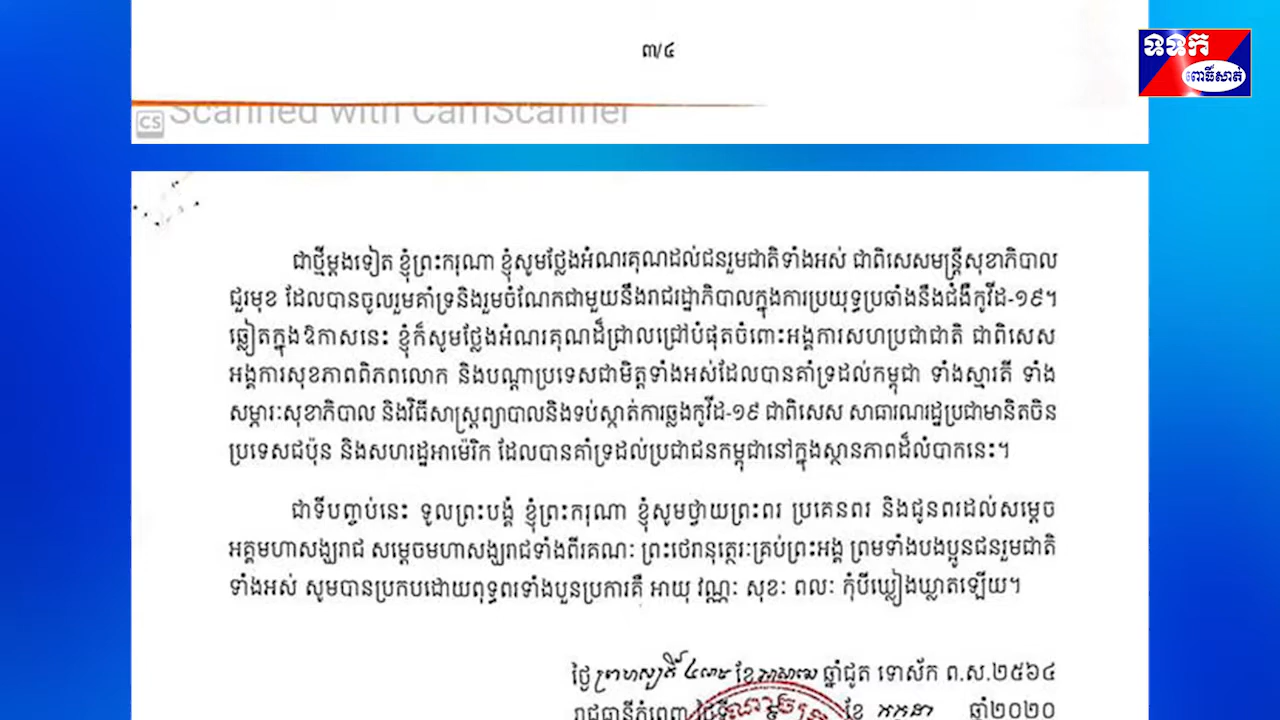 ៣/៤
ទទក
ពោធិ៍សាត់
CS Scanned with CamScanner
ជាថ្មីម្តងទៀត ខ្ញុំព្រះករុណា ខ្ញុំសូមថ្លែងអំណរគុណដល់ជនរួមជាតិទាំងអស់ ជាពិសេសមន្ត្រីសុខាភិបាល
ជួរមុខ ដែលបានចូលរួមគាំទ្រនិងរួមចំណែកជាមួយនឹងរាជរដ្ឋាភិបាលក្នុងការប្រយុទ្ធប្រឆាំងនឹងជំងឺកូវីដ-១៩។
ឆ្លៀតក្នុងឱកាសនេះ ខ្ញុំក៏សូមថ្លែងអំណរគុណដ៏ជ្រាលជ្រៅបំផុតចំពោះអង្គការសហប្រជាជាតិ ជាពិសេស
អង្គការសុខភាពពិភពលោក និងបណ្តាប្រទេសជាមិត្តទាំងអស់ដែលបានគាំទ្រដល់កម្ពុជា ទាំងស្មារតី ទាំង
សម្ភារៈសុខាភិបាល និងវិធីសាស្ត្រព្យាបាលនិងទប់ស្កាត់ការឆ្លងកូវីដ-១៩ ជាពិសេស សាធារណរដ្ឋប្រជាមានិតចិន
ប្រទេសជប៉ុន និងសហរដ្ឋអាម៉េរិក ដែលបានគាំទ្រដល់ប្រជាជនកម្ពុជានៅក្នុងស្ថានភាពដ៏លំបាកនេះ។
ជាទីបញ្ចប់នេះ ទូលព្រះបង្គំ ខ្ញុំព្រះករុណា ខ្ញុំសូមថ្វាយព្រះពរ ប្រគេនពរ និងជូនពរដល់សម្តេច
អគ្គមហាសង្ឃរាជ សម្តេចមហាសង្ឃរាជទាំងពីរគណៈ ព្រះថេរានុត្ថេរៈគ្រប់ព្រះអង្គ ព្រមទាំងបងប្អូនជនរួមជាតិ
ទាំងអស់ សូមបានប្រកបដោយពុទ្ធពរទាំងបួនប្រការគឺ អាយុ វណ្ណៈ សុខៈ ពលៈ កុំបីឃ្លៀងឃ្លាតឡើយ។
ថ្ងៃព្រហស្បតិ៍ ៤រោច ខែអាសាឍ ឆ្នាំជូត ទោស័ក ព.ស.២៥៦៤
រាជធានីភ្នំពេញ ថ្ងៃទី ៩ ខែ កក្កដា ឆ្នាំ២០២០